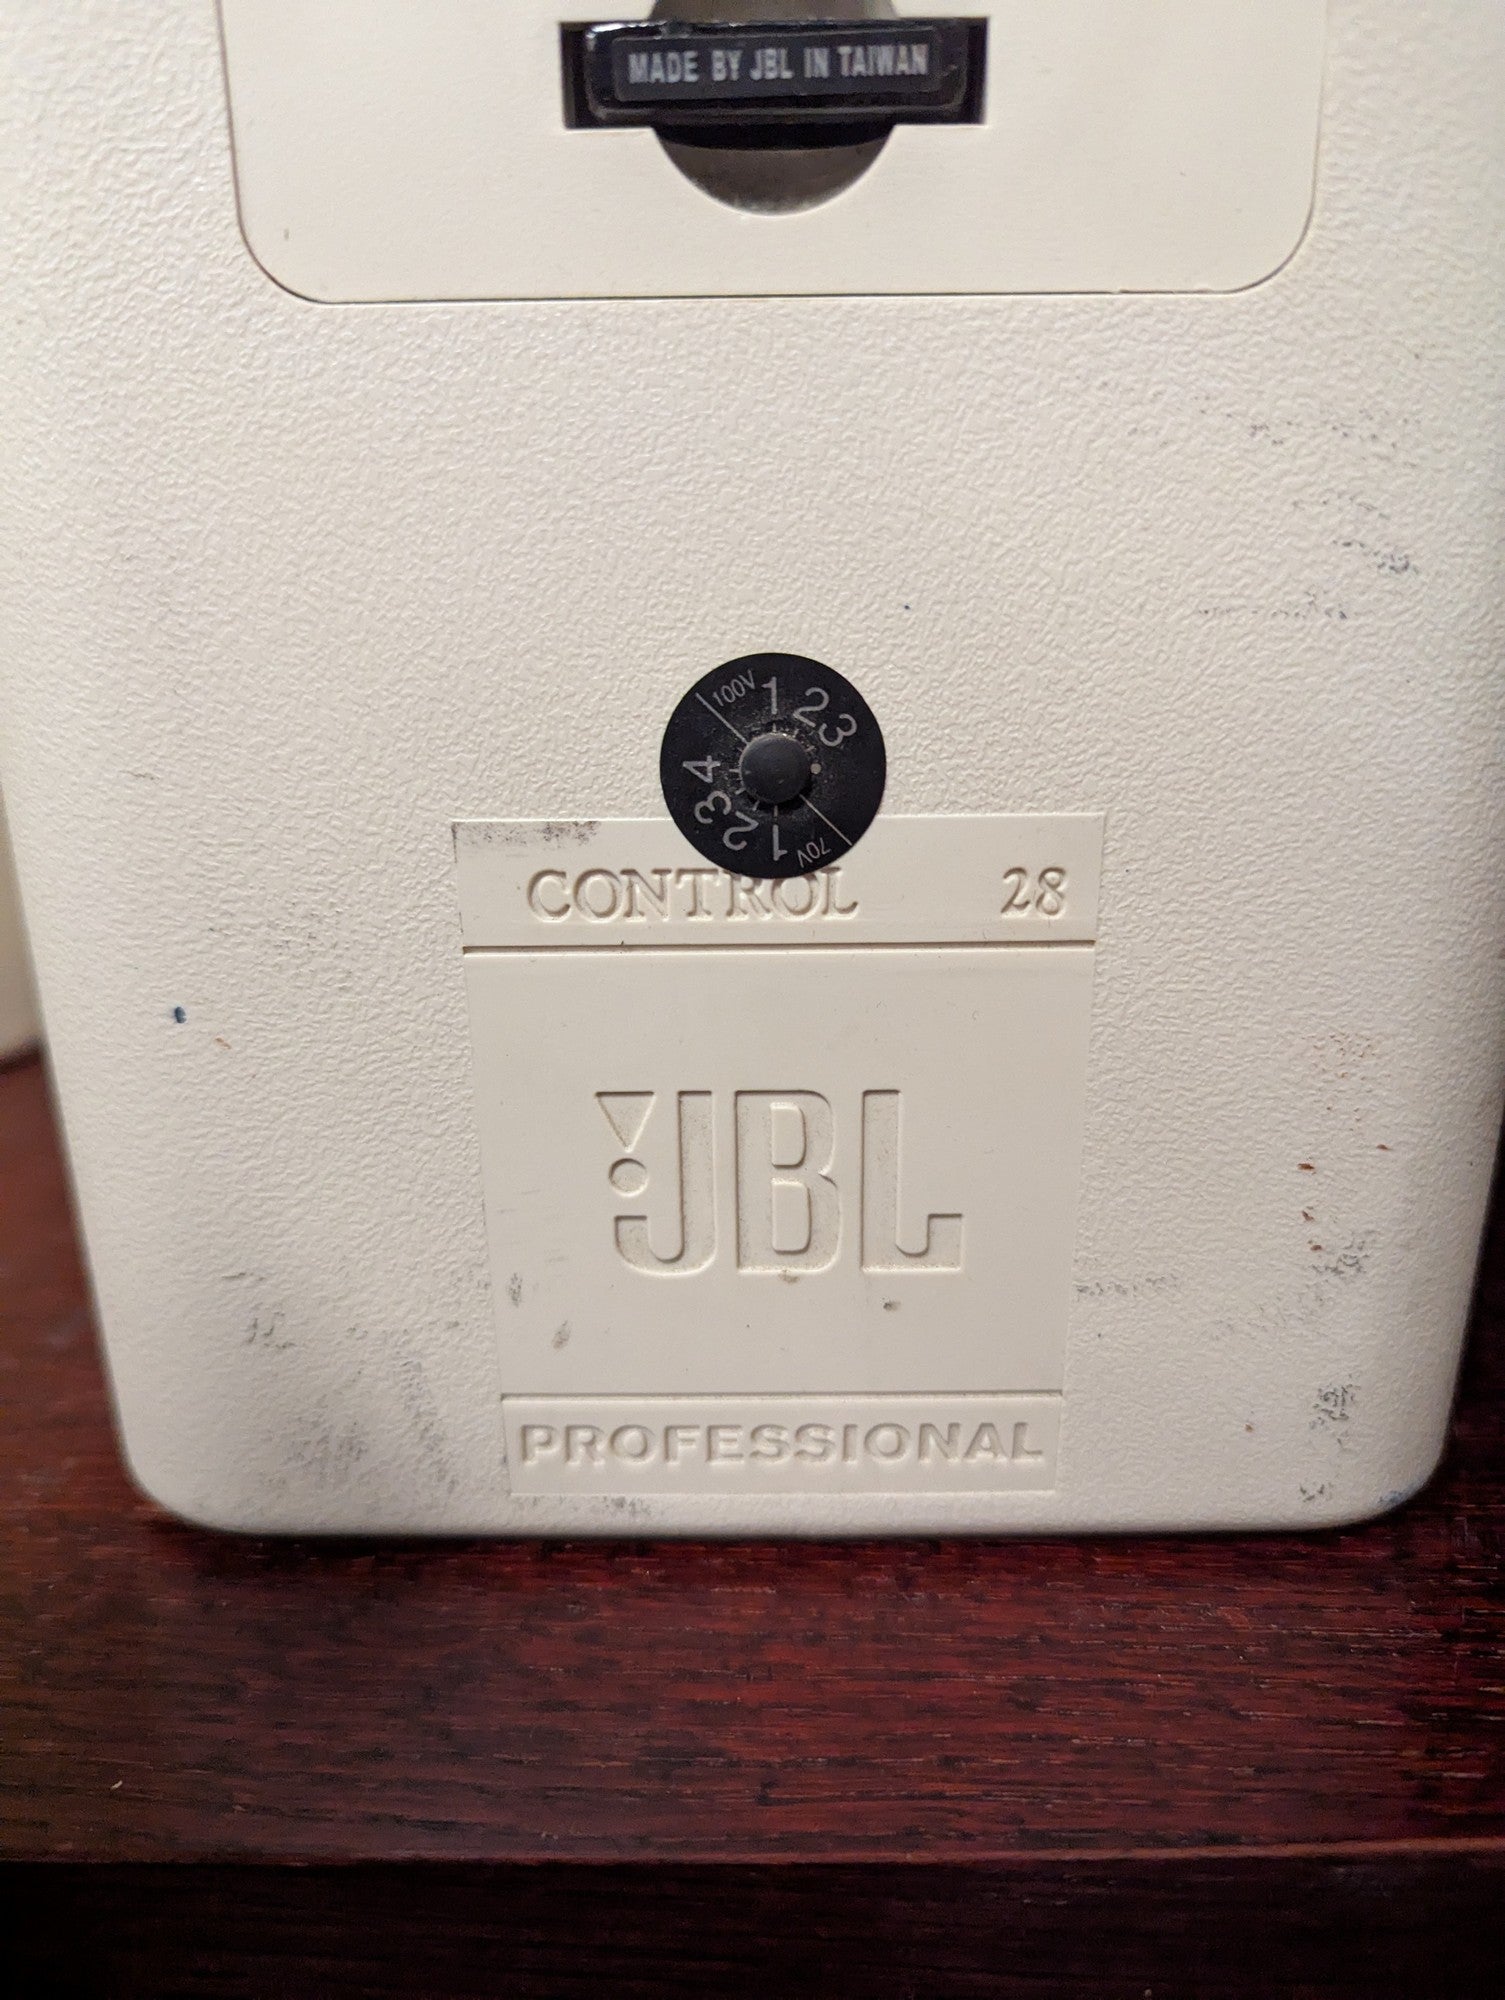 MADE BY JBL IN TAIWAN
100V 1 2 3
4 3 2 1 70V
CONTROL 28
JBL
PROFESSIONAL